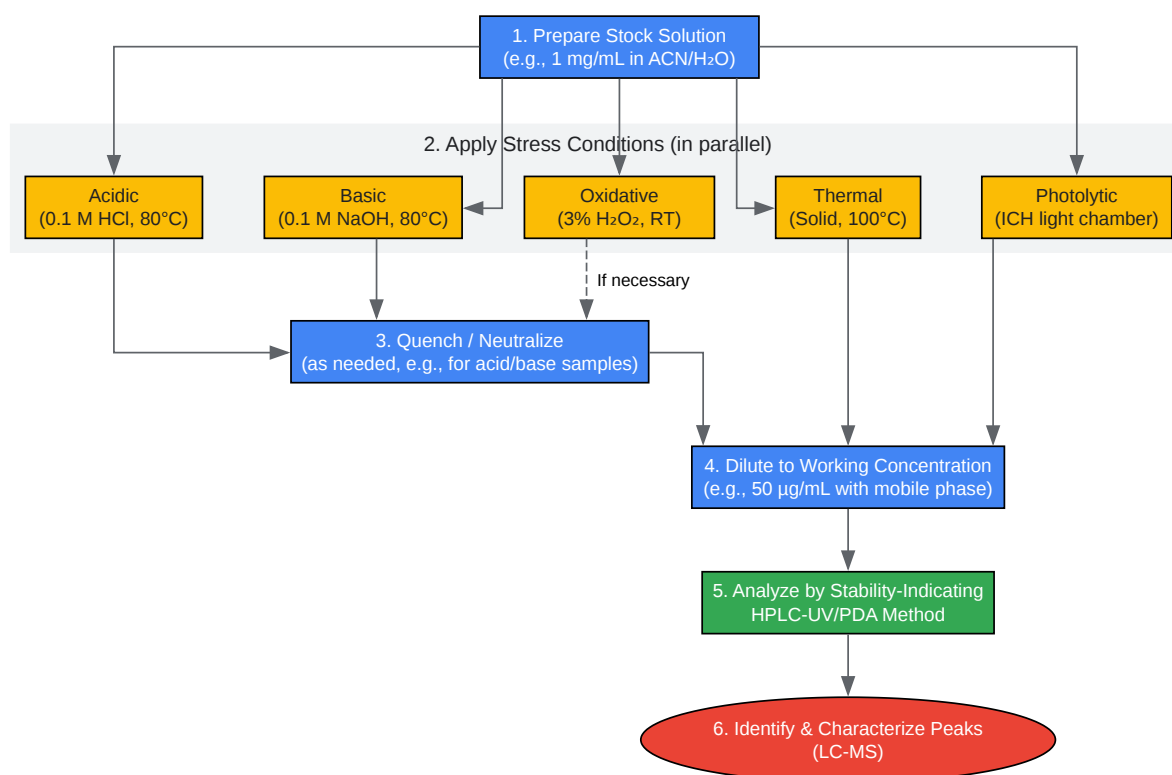 1. Prepare Stock Solution
(e.g., 1 mg/mL in ACN/H₂O)
2. Apply Stress Conditions (in parallel)
Acidic
(0.1 M HCl, 80°C)
Basic
(0.1 M NaOH, 80°C)
Oxidative
(3% H₂O₂, RT)
Thermal
(Solid, 100°C)
Photolytic
(ICH light chamber)
If necessary
3. Quench / Neutralize
(as needed, e.g., for acid/base samples)
4. Dilute to Working Concentration
(e.g., 50 µg/mL with mobile phase)
5. Analyze by Stability-Indicating
HPLC-UV/PDA Method
6. Identify & Characterize Peaks
(LC-MS)